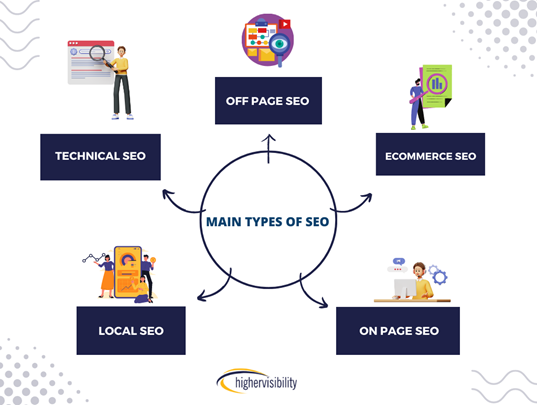 OFF PAGE SEO
TECHNICAL SEO
ECOMMERCE SEO
MAIN TYPES OF SEO
LOCAL SEO
ON PAGE SEO
highervisibility